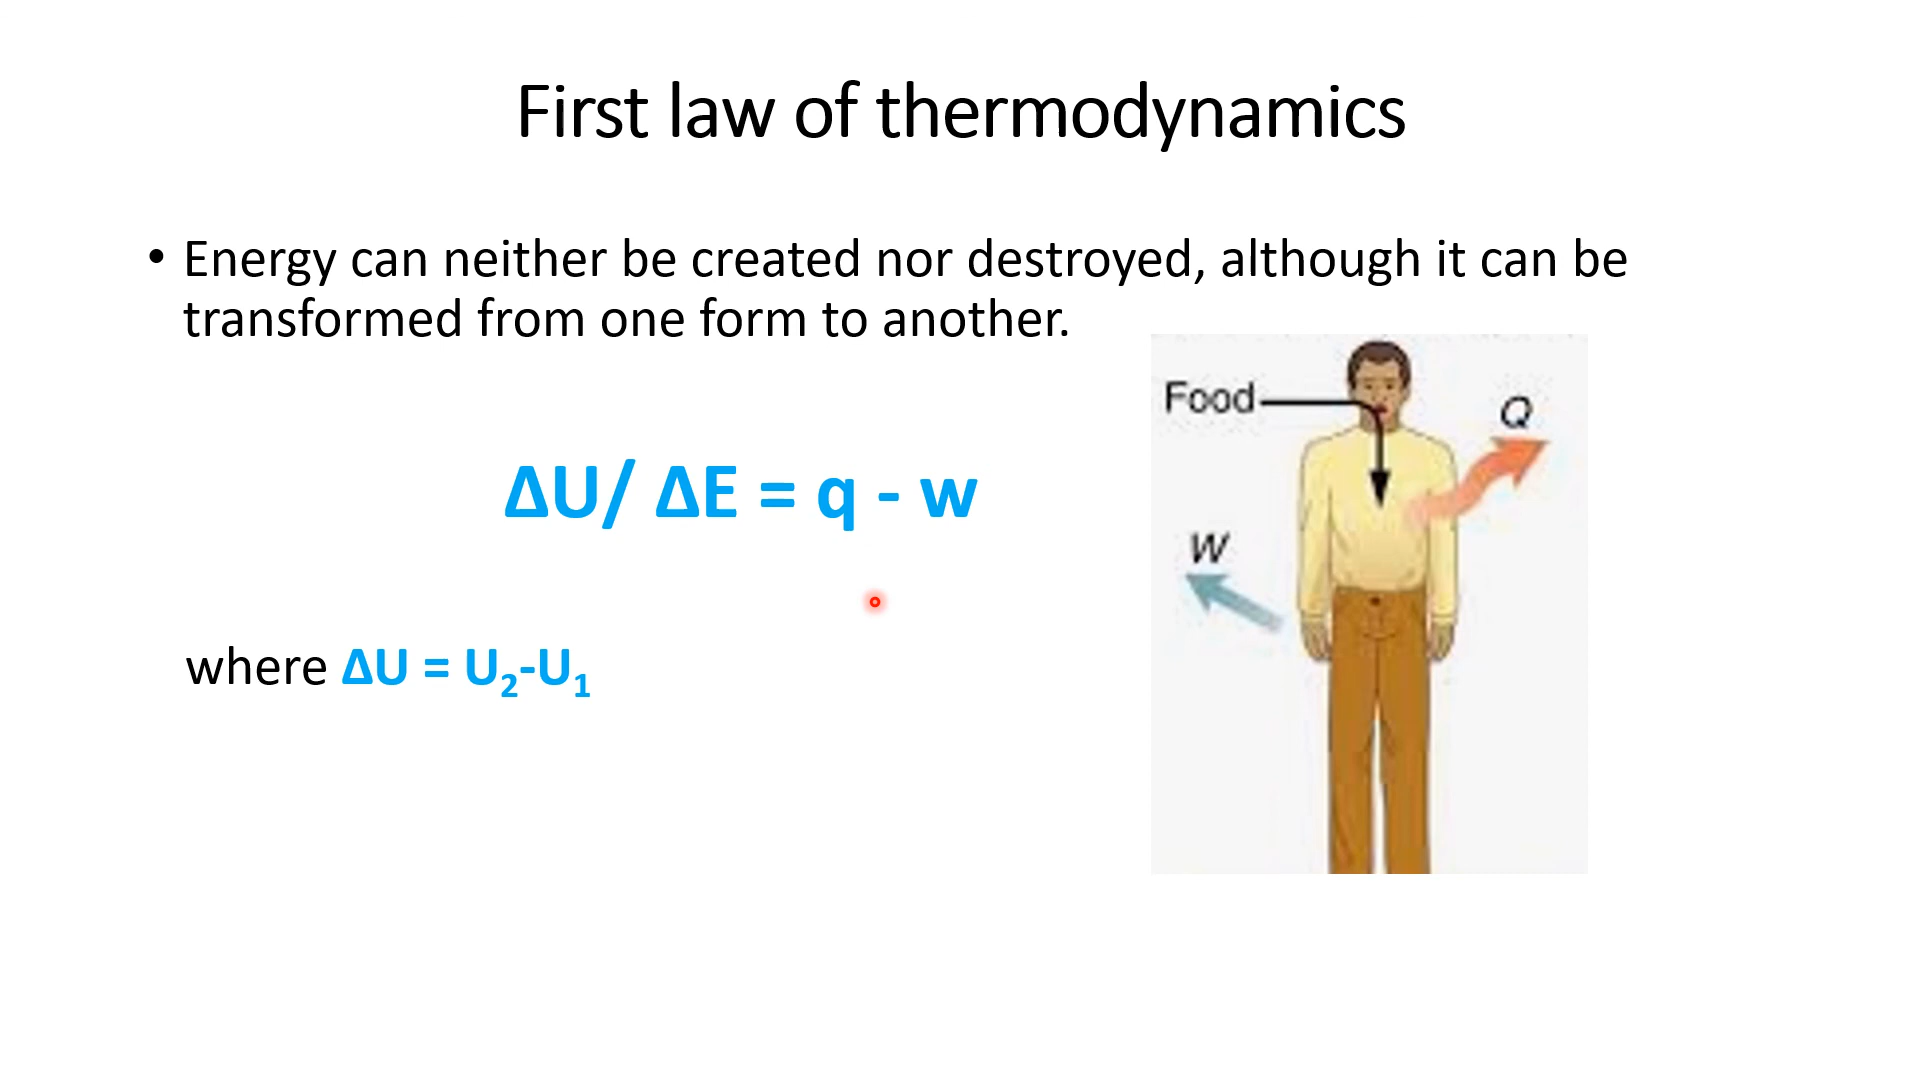 First law of thermodynamics
• Energy can neither be created nor destroyed, although it can be
transformed from one form to another.
Food
Q
ΔU/ ΔE = q - w
W
where ΔU = U₂-U₁